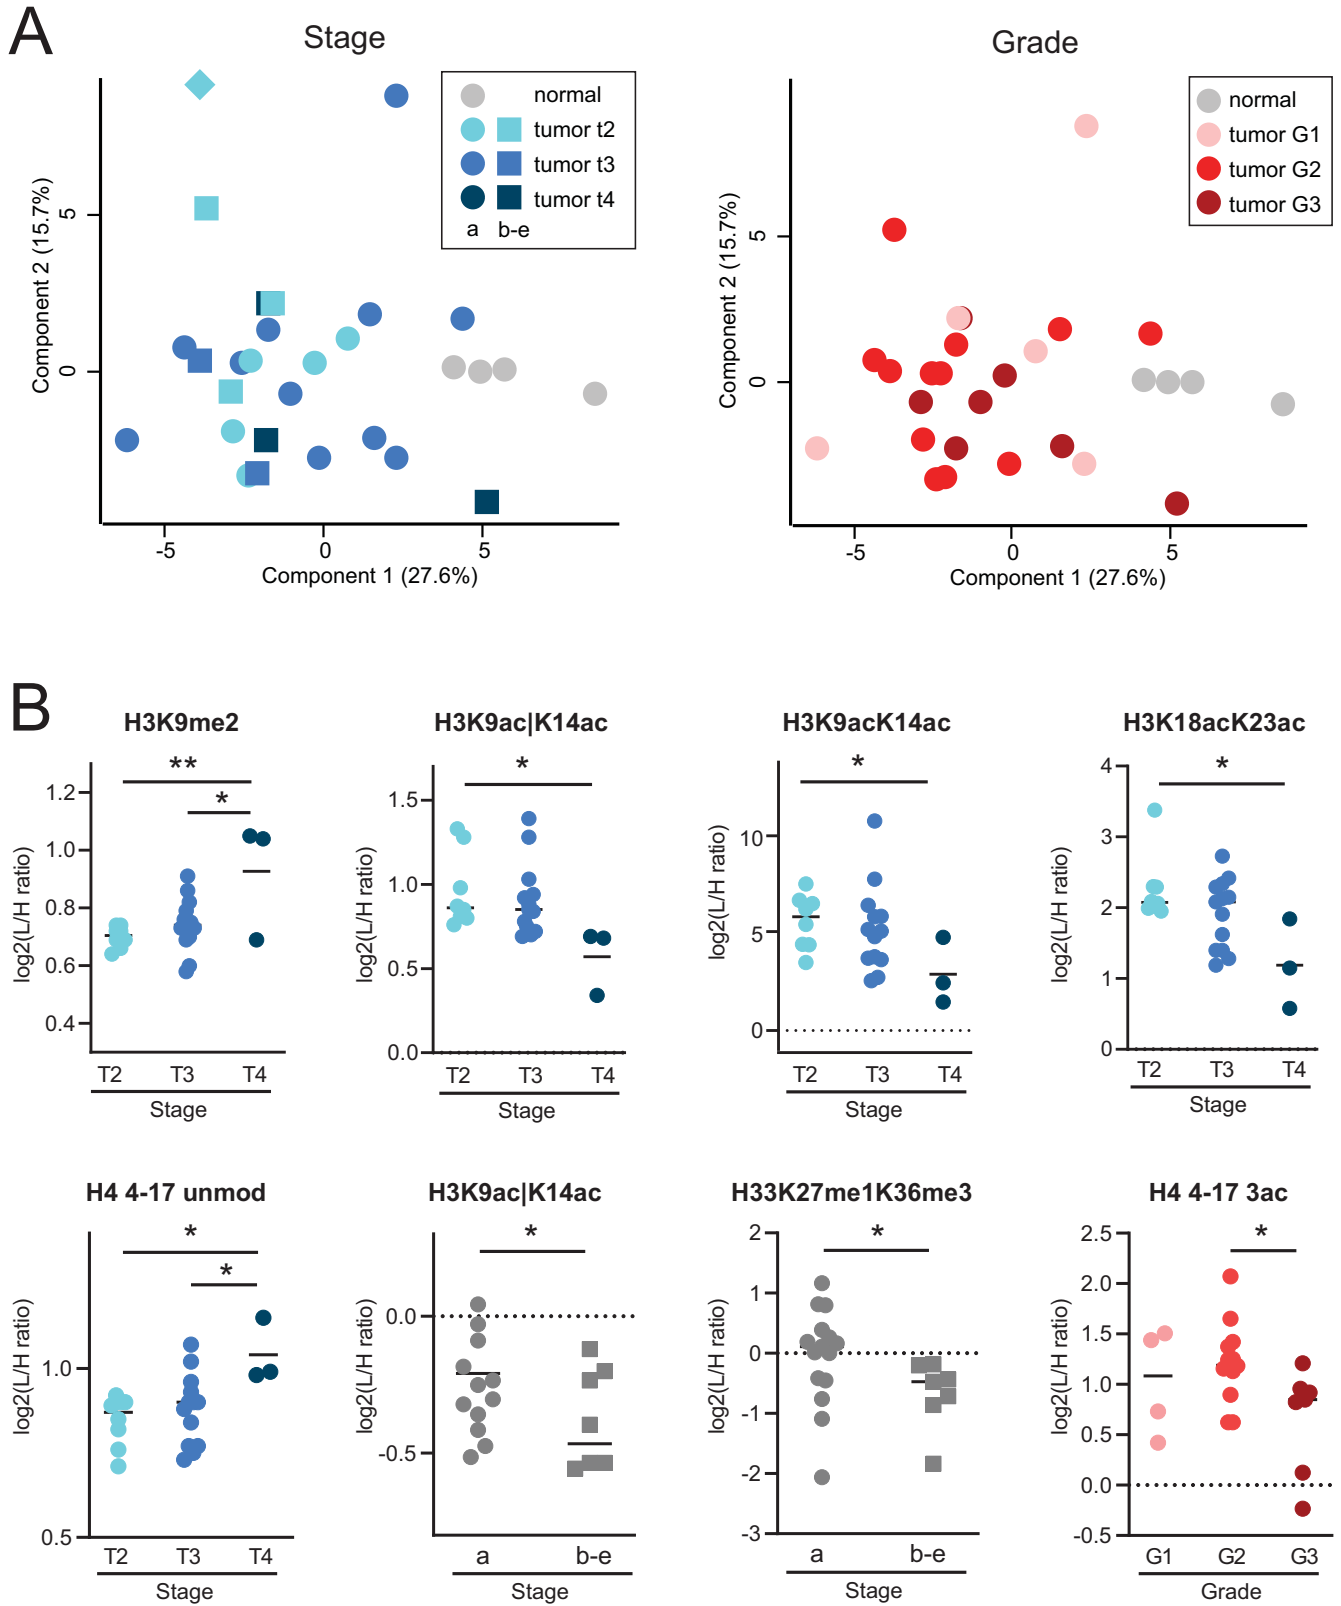 A
Stage
Component 2 (15.7%)
5
0
-5
0
5
Component 1 (27.6%)
normal
tumor t2
tumor t3
tumor t4
a b-e
Grade
Component 2 (15.7%)
5
0
-5
0
5
Component 1 (27.6%)
normal
tumor G1
tumor G2
tumor G3
B
H3K9me2
log2(L/H ratio)
1.2
1.0
0.8
0.6
0.4
**
*
T2 T3 T4
Stage
H3K9ac|K14ac
log2(L/H ratio)
1.5
1.0
0.5
0.0
*
T2 T3 T4
Stage
H3K9acK14ac
log2(L/H ratio)
10
5
0
*
T2 T3 T4
Stage
H3K18acK23ac
log2(L/H ratio)
4
3
2
1
0
*
T2 T3 T4
Stage
H4 4-17 unmod
log2(L/H ratio)
1.0
0.5
*
*
T2 T3 T4
Stage
H3K9ac|K14ac
log2(L/H ratio)
0.0
-0.5
*
a b-e
Stage
H33K27me1K36me3
log2(L/H ratio)
2
1
0
-1
-2
-3
*
a b-e
Stage
H4 4-17 3ac
log2(L/H ratio)
2.5
2.0
1.5
1.0
0.5
0.0
-0.5
*
G1 G2 G3
Grade